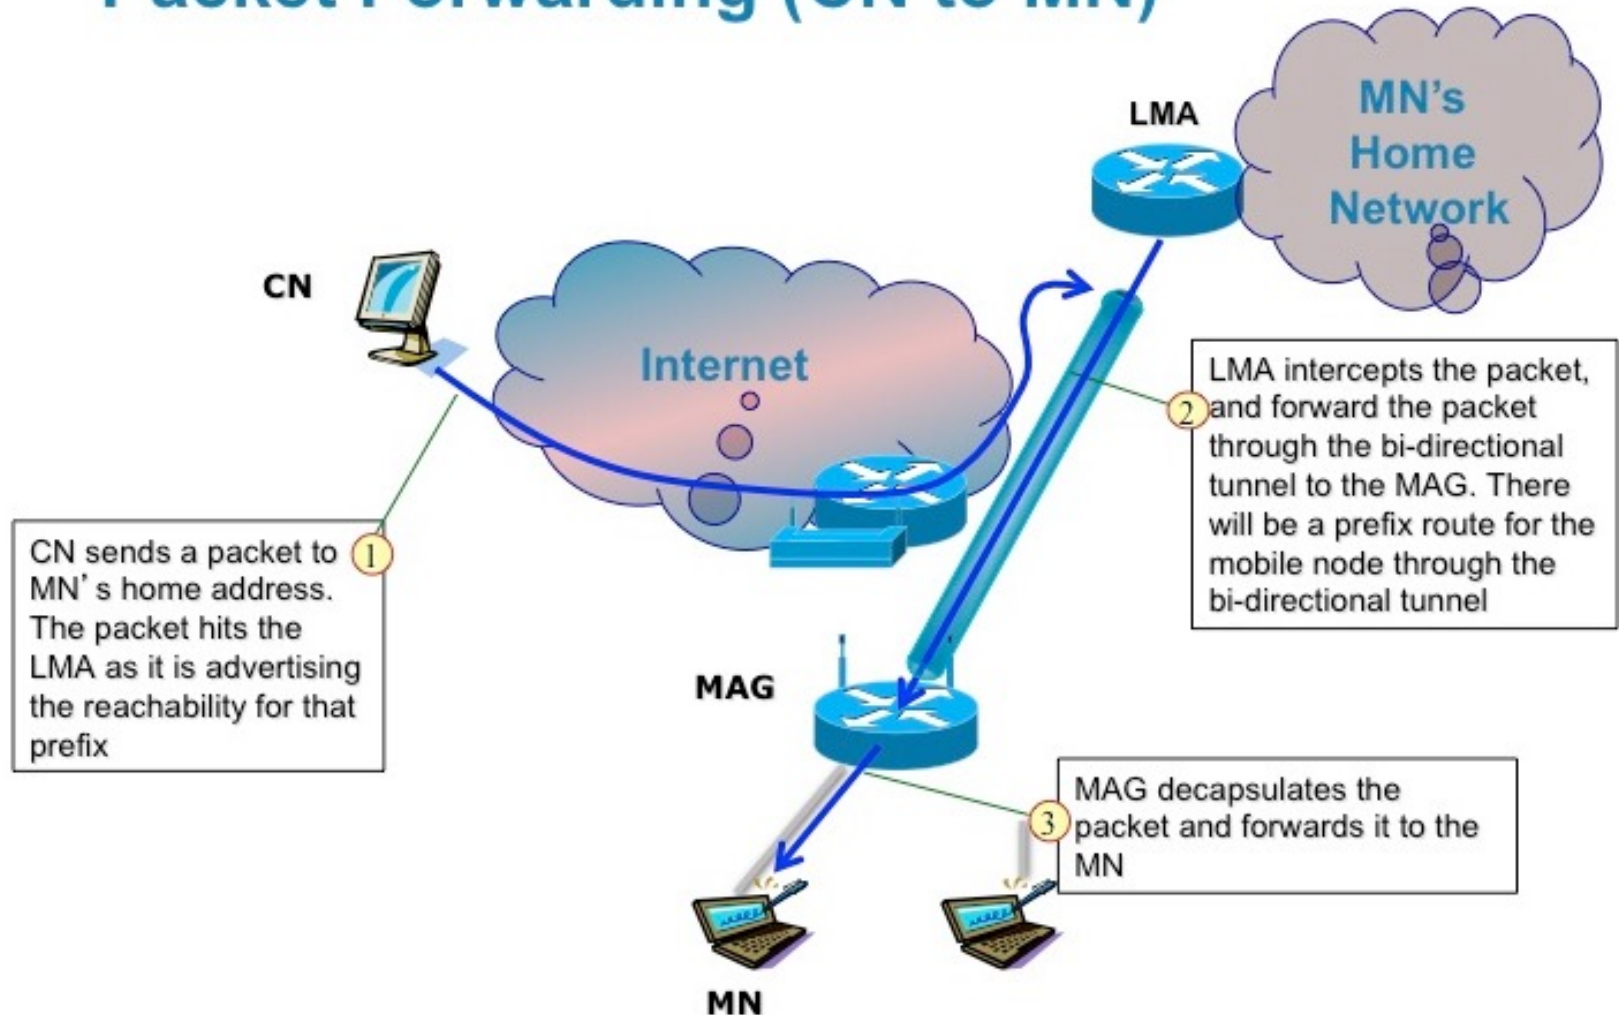 Packet Forwarding (CN to MN)
LMA
MN's
Home
Network
CN
Internet
LMA intercepts the packet,
and forward the packet
through the bi-directional
tunnel to the MAG. There
will be a prefix route for the
mobile node through the
bi-directional tunnel
2
CN sends a packet to
MN's home address.
The packet hits the
LMA as it is advertising
the reachability for that
prefix
1
MAG
MAG decapsulates the
packet and forwards it to the
MN
3
MN